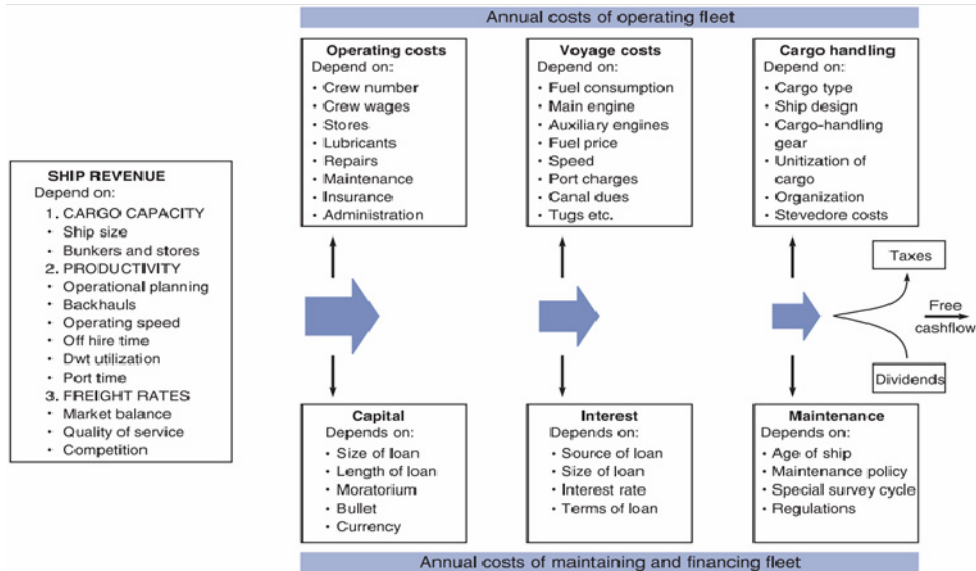 Annual costs of operating fleet
Operating costs
Depend on:
• Crew number
• Crew wages
• Stores
• Lubricants
• Repairs
• Maintenance
• Insurance
• Administration
Voyage costs
Depend on:
• Fuel consumption
• Main engine
• Auxiliary engines
• Fuel price
• Speed
• Port charges
• Canal dues
• Tugs etc.
Cargo handling
Depend on:
• Cargo type
• Ship design
• Cargo-handling
gear
• Unitization of
cargo
• Organization
• Stevedore costs
SHIP REVENUE
Depend on:
1. CARGO CAPACITY
• Ship size
• Bunkers and stores
2. PRODUCTIVITY
• Operational planning
• Backhauls
• Operating speed
• Off hire time
• Dwt utilization
• Port time
3. FREIGHT RATES
• Market balance
• Quality of service
• Competition
Taxes
Free
cashflow
Dividends
Capital
Depends on:
• Size of loan
• Length of loan
• Moratorium
• Bullet
• Currency
Interest
Depends on:
• Source of loan
• Size of loan
• Interest rate
• Terms of loan
Maintenance
Depends on:
• Age of ship
• Maintenance policy
• Special survey cycle
• Regulations
Annual costs of maintaining and financing fleet